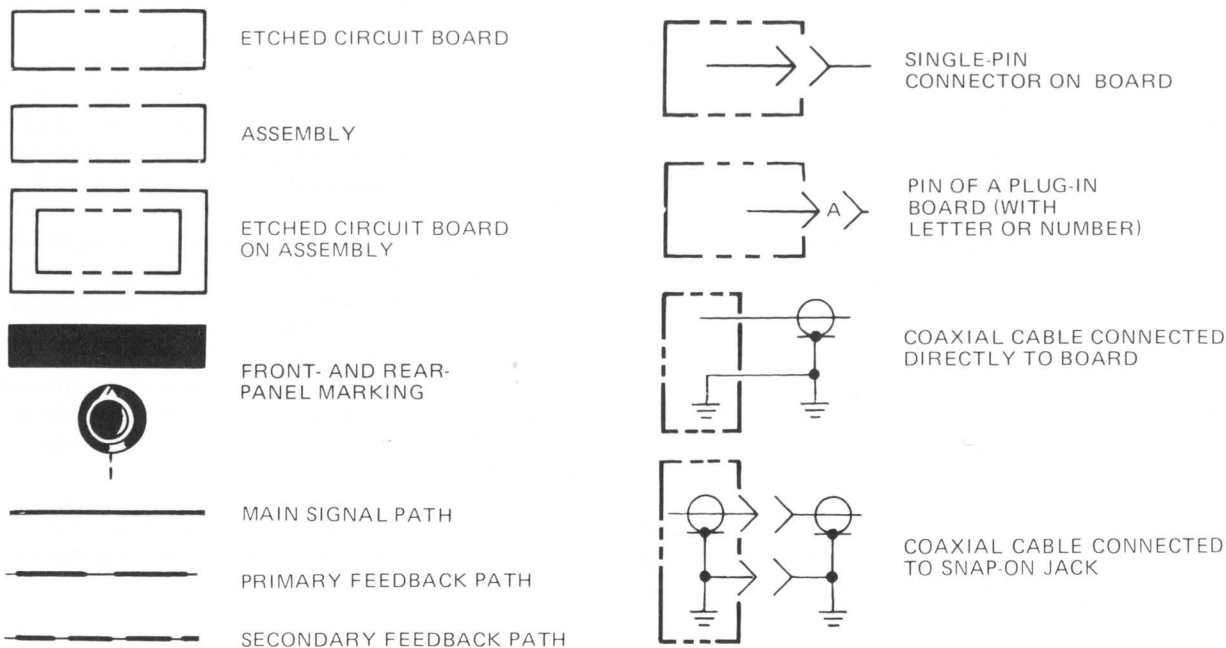 ETCHED CIRCUIT BOARD
ASSEMBLY
ETCHED CIRCUIT BOARD
ON ASSEMBLY
FRONT- AND REAR-
PANEL MARKING
MAIN SIGNAL PATH
PRIMARY FEEDBACK PATH
SECONDARY FEEDBACK PATH
SINGLE-PIN
CONNECTOR ON BOARD
A
PIN OF A PLUG-IN
BOARD (WITH
LETTER OR NUMBER)
COAXIAL CABLE CONNECTED
DIRECTLY TO BOARD
COAXIAL CABLE CONNECTED
TO SNAP-ON JACK